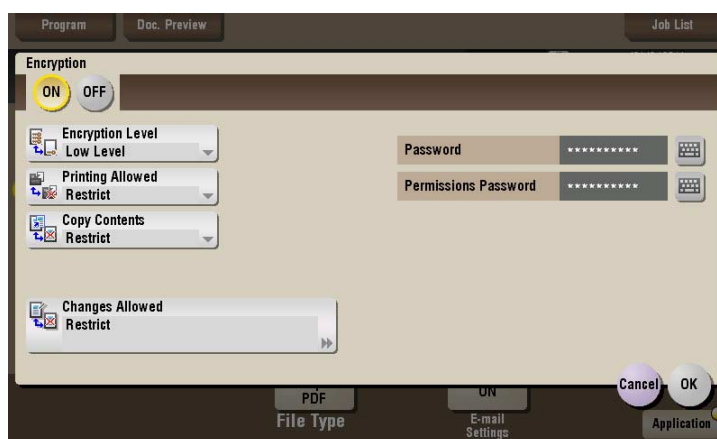 Program
Doc. Preview
Job List
Encryption
ON
OFF
Encryption Level
Low Level
Password
**********
Printing Allowed
Restrict
Permissions Password
**********
Copy Contents
Restrict
Changes Allowed
Restrict
Cancel
OK
PDF
ON
File Type
E-mail
Settings
Application